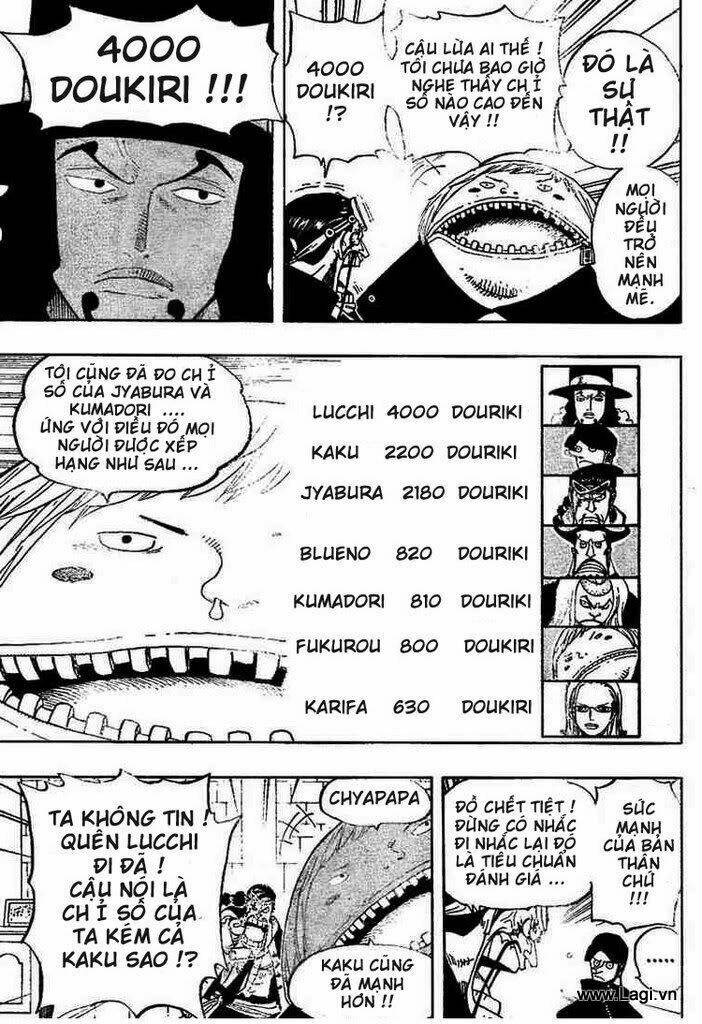 ĐÓ LÀ
SỰ
THẬT
!!
MỌI
NGƯỜI
ĐỀU
TRỞ
NÊN
MẠNH
MẼ.
CẬU LỪA AI THẾ !
TÔI CHƯA BAO GIỜ
NGHE THẤY CHỈ
SỐ NÀO CAO ĐẾN
VẬY !!
4000
DOUKIRI
!?
4000
DOUKIRI !!!
TÔI CŨNG ĐÃ ĐO CHỈ
SỐ CỦA JYABURA VÀ
KUMADORI ....
ỨNG VỚI ĐIỀU ĐÓ MỌI
NGƯỜI ĐƯỢC XẾP
HẠNG NHƯ SAU ...
LUCCHI 4000 DOURIKI
KAKU 2200 DOURIKI
JYABURA 2180 DOURIKI
BLUENO 820 DOURIKI
KUMADORI 810 DOURIKI
FUKUROU 800 DOUKIRI
KARIFA 630 DOUKIRI
SỨC
MẠNH
CỦA BẢN
THÂN
CHỨ
!!!
ĐỒ CHẾT TIỆT !
ĐỪNG CÓ NHẮC
ĐI NHẮC LẠI ĐÓ
LÀ TIÊU CHUẨN
ĐÁNH GIÁ ...
......
CHYAPAPA
KAKU CŨNG
ĐÃ MẠNH
HƠN !!
TA KHÔNG TIN !
QUÊN LUCCHI
ĐI ĐÃ !
CẬU NÓI LÀ
CHỈ SỐ CỦA
TA KÉM CẢ
KAKU SAO !?
www.Lagi.vn